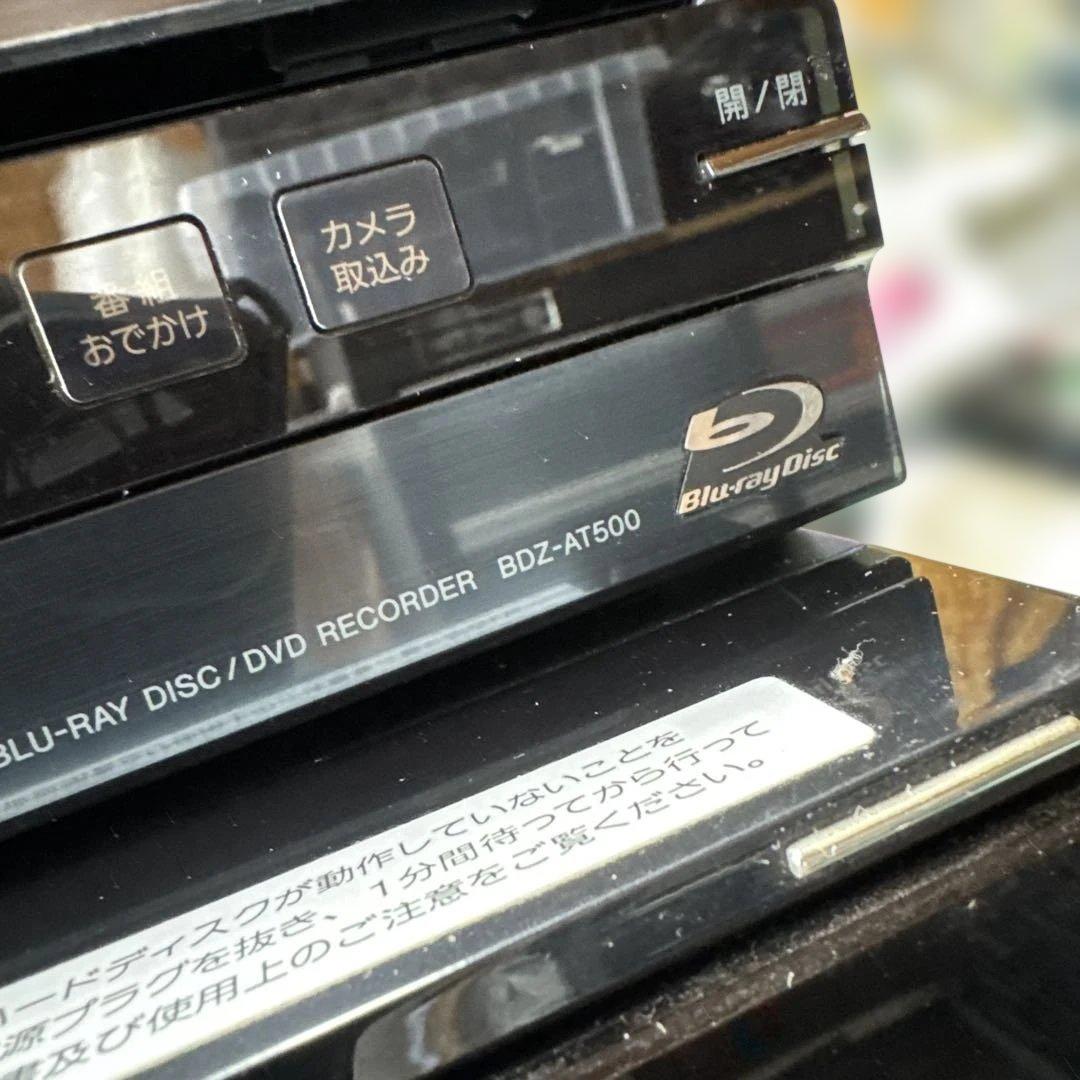 開/閉
カメラ
取込み
番組
おでかけ
Blu-ray Disc
BLU-RAY DISC/DVD RECORDER BDZ-AT500
ードディスクが動作していないことを
源プラグを抜き、1分間待ってから行って
及び使用上のご注意をご覧ください。